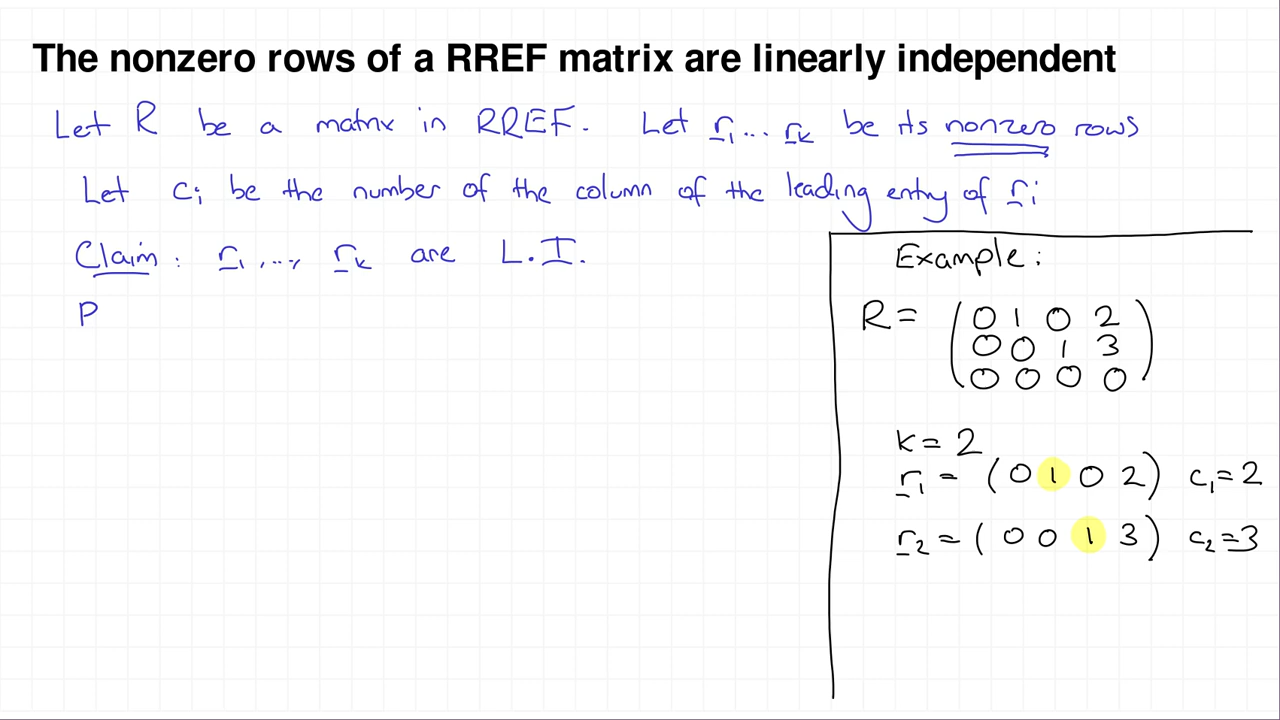 The nonzero rows of a RREF matrix are linearly independent
Let R be a matrix in RREF. Let r₁ ... rₖ be its nonzero rows
Let cᵢ be the number of the column of the leading entry of rᵢ
Claim: r₁, ..., rₖ are L.I.
P
Example:
R = (0 1 0 2
0 0 1 3
0 0 0 0)
k = 2
r₁ = (0 1 0 2) c₁ = 2
r₂ = (0 0 1 3) c₂ = 3